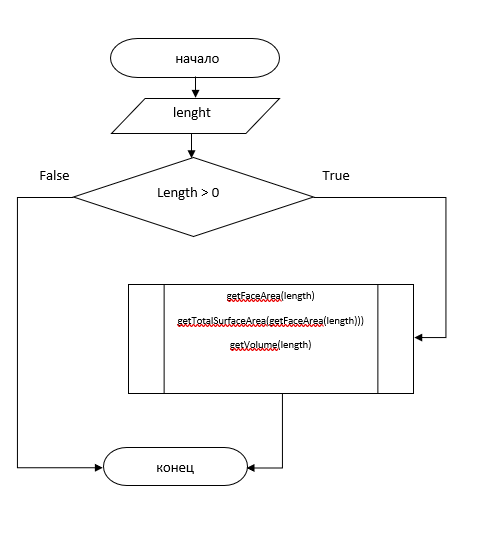 начало
lenght
False
True
Length > 0
getFaceArea(length)
getTotalSurfaceArea(getFaceArea(length)))
getVolume(length)
конец